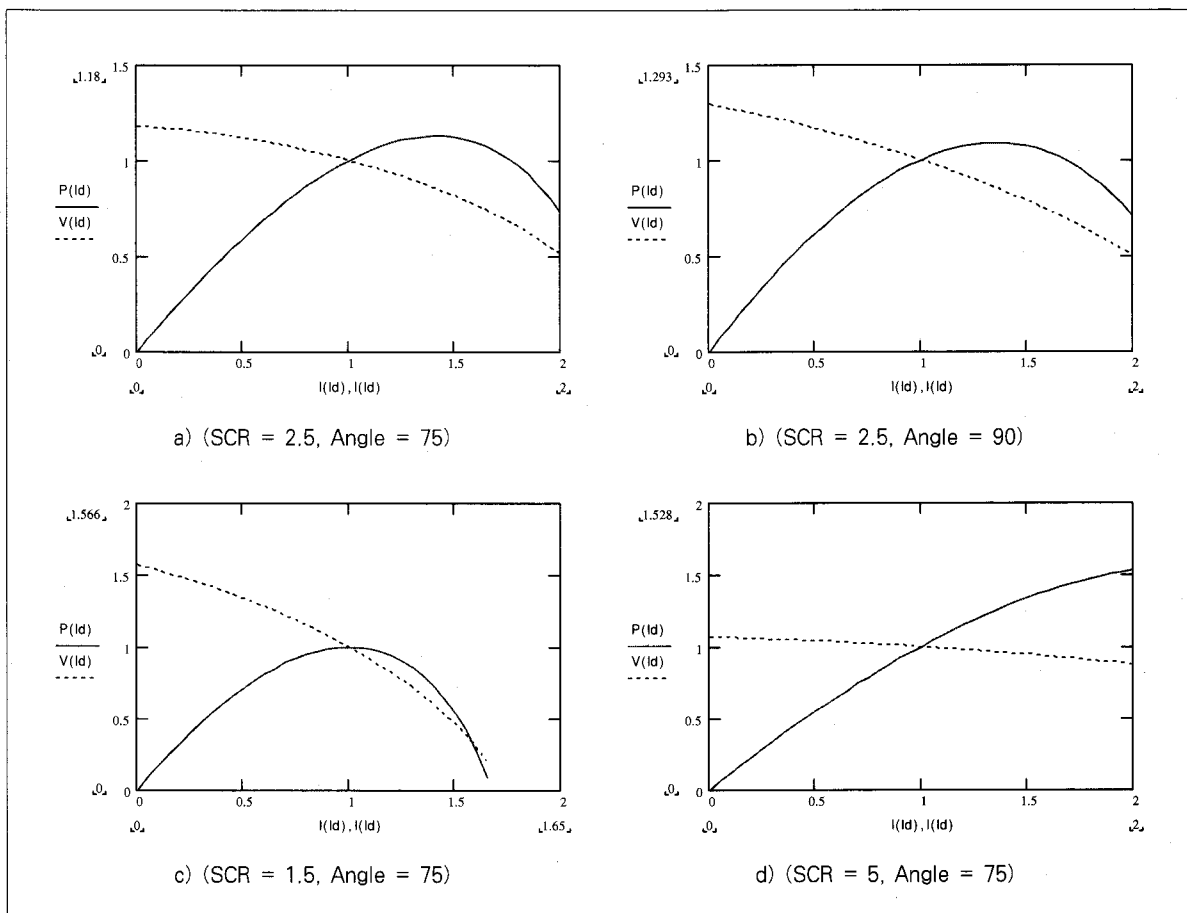 1.5
1.18
1
P(Id)
V(Id)
0.5
0
0
0 0.5 1 1.5 2
0 I(Id),I(Id) 2
a) (SCR = 2.5, Angle = 75)
1.5
1.293
1
P(Id)
V(Id)
0.5
0
0
0 0.5 1 1.5 2
0 I(Id),I(Id) 2
b) (SCR = 2.5, Angle = 90)
2
1.566
1.5
P(Id)
1
V(Id)
0.5
0
0
0 0.5 1 1.5 2
0 I(Id),I(Id) 1.65
c) (SCR = 1.5, Angle = 75)
2
1.528
1.5
P(Id)
1
V(Id)
0.5
0
0
0 0.5 1 1.5 2
0 I(Id),I(Id) 2
d) (SCR = 5, Angle = 75)